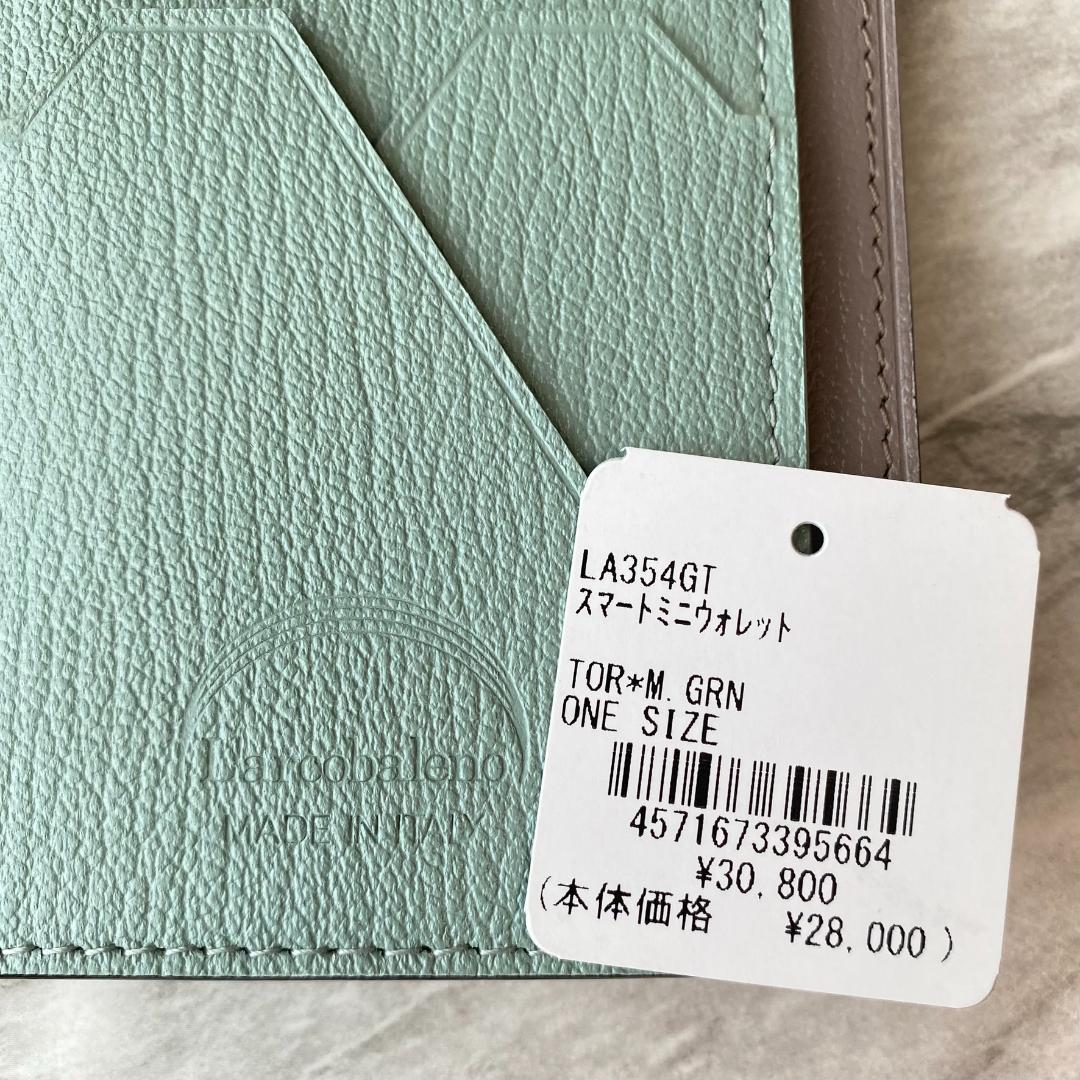 Larcobaleno
MADE IN ITALY
LA354GT
スマートミニウォレット
TOR*M.GRN
ONE SIZE
4571673395664
¥30,800
(本体価格 ¥28,000)